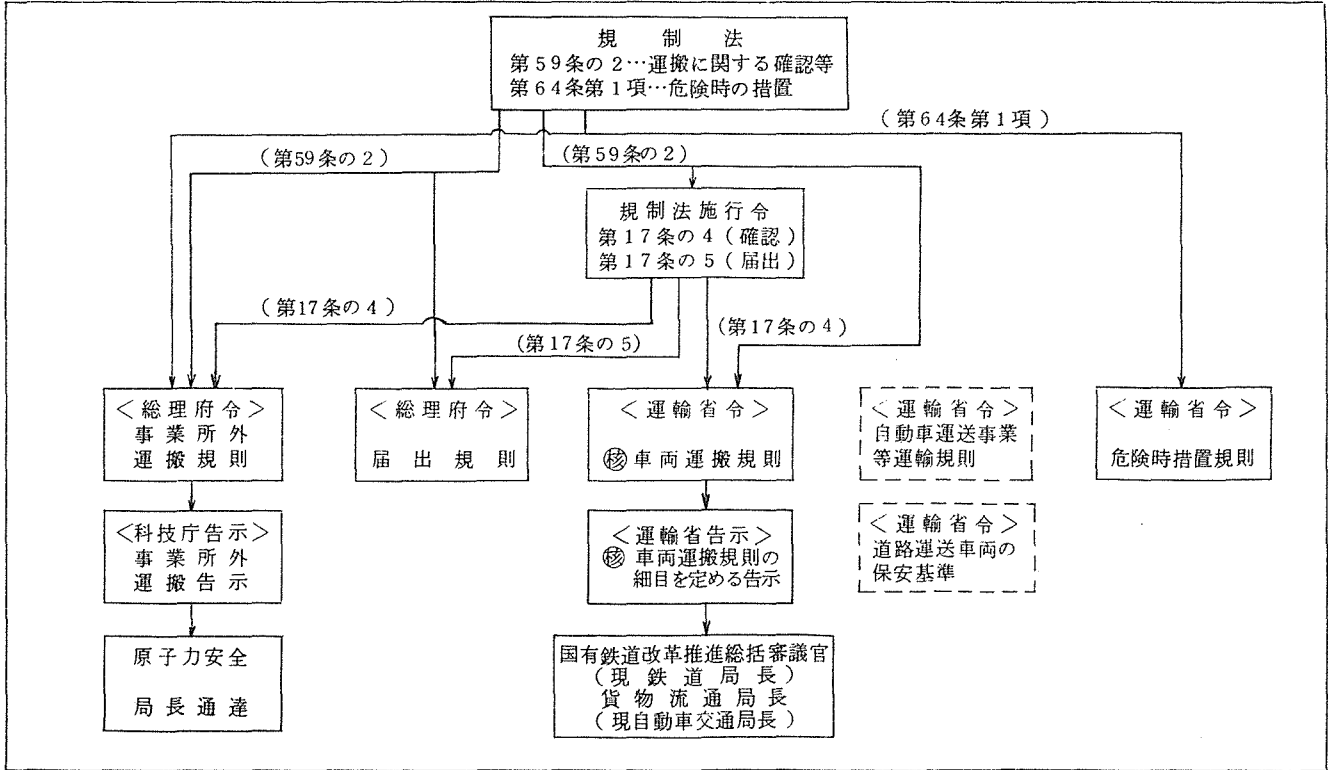 規制法
第59条の2…運搬に関する確認等
第64条第1項…危険時の措置
(第64条第1項)
(第59条の2)
(第59条の2)
規制法施行令
第17条の4(確認)
第17条の5(届出)
(第17条の4)
(第17条の4)
(第17条の5)
<総理府令>
事業所外
運搬規則
<総理府令>
届出規則
<運輸省令>
㊡車両運搬規則
<運輸省令>
自動車運送事業
等運輸規則
<運輸省令>
危険時措置規則
<科技庁告示>
事業所外
運搬告示
<運輸省告示>
車両運搬規則の
細目を定める告示
<運輸省令>
道路運送車両の
保安基準
原子力安全
局長通達
国有鉄道改革推進総括審議官
(現鉄道局長)
貨物流通局長
(現自動車交通局長)